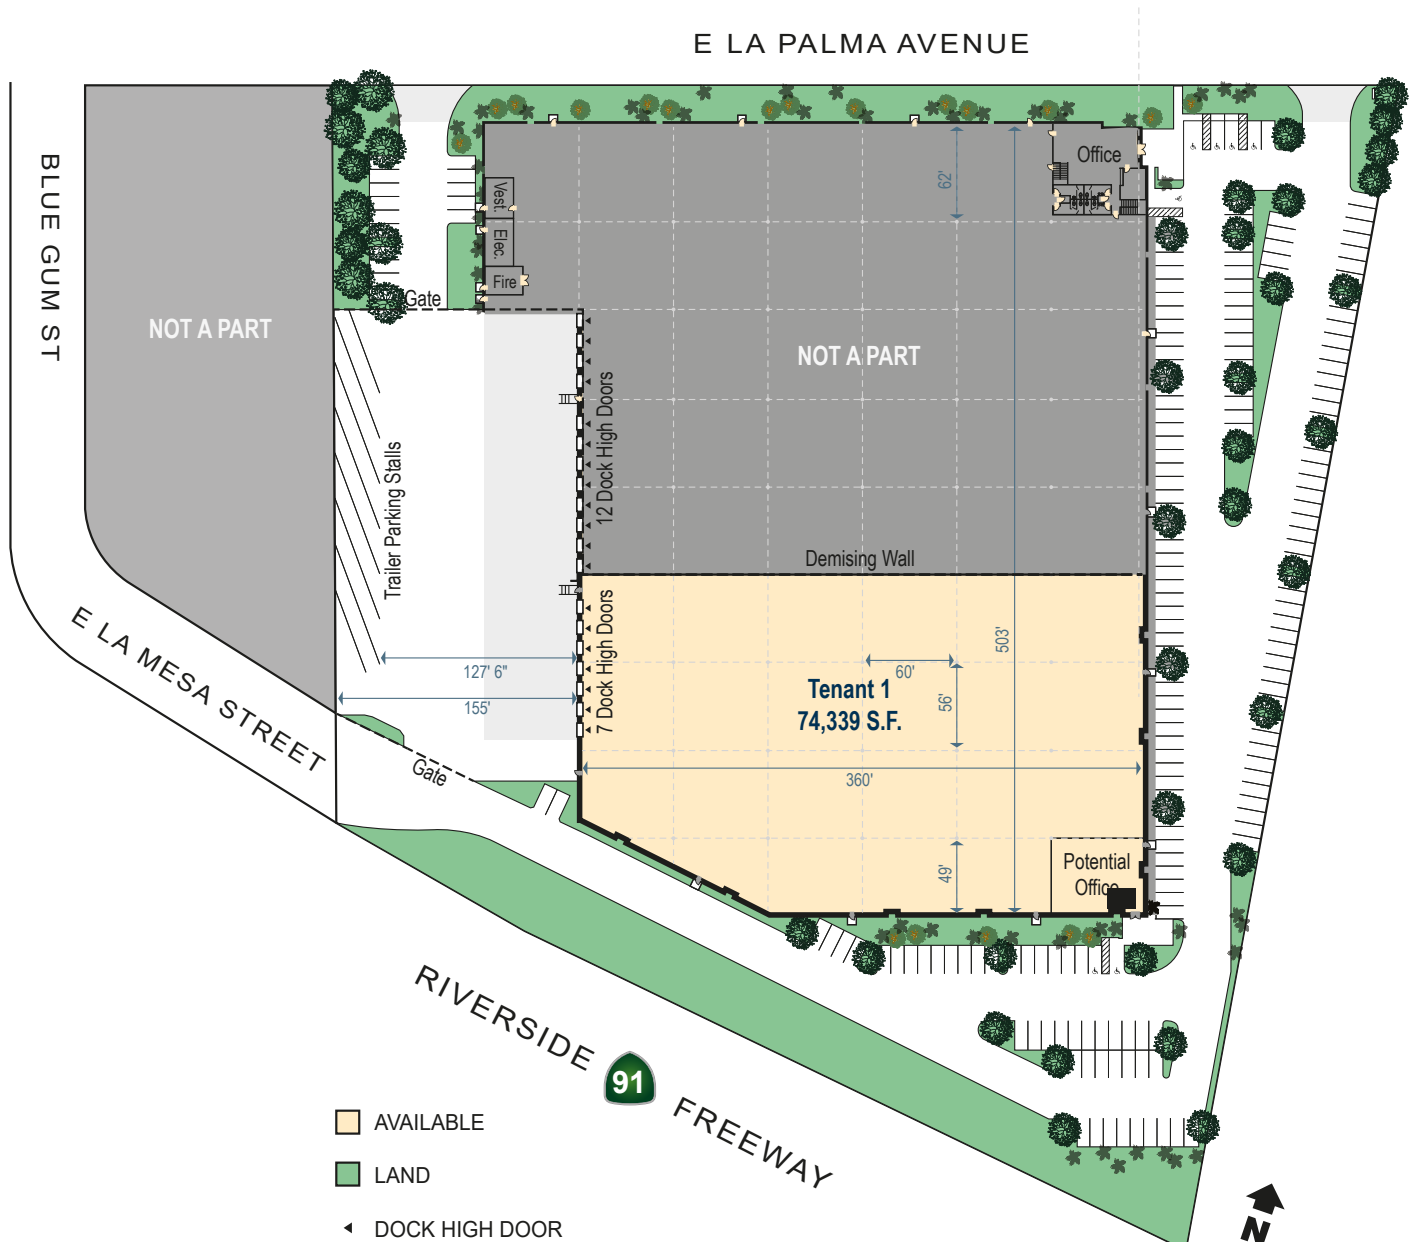 E LA PALMA AVENUE
BLUE GUM ST
NOT A PART
Office
62'
Vest.
Elec.
Fire
Gate
NOT A PART
12 Dock High Doors
Trailer Parking Stalls
Demising Wall
7 Dock High Doors
503'
60'
56'
127' 6"
155'
Tenant 1
74,339 S.F.
360'
E LA MESA STREET
Gate
49'
Potential
Office
RIVERSIDE
91
FREEWAY
AVAILABLE
LAND
DOCK HIGH DOOR
N